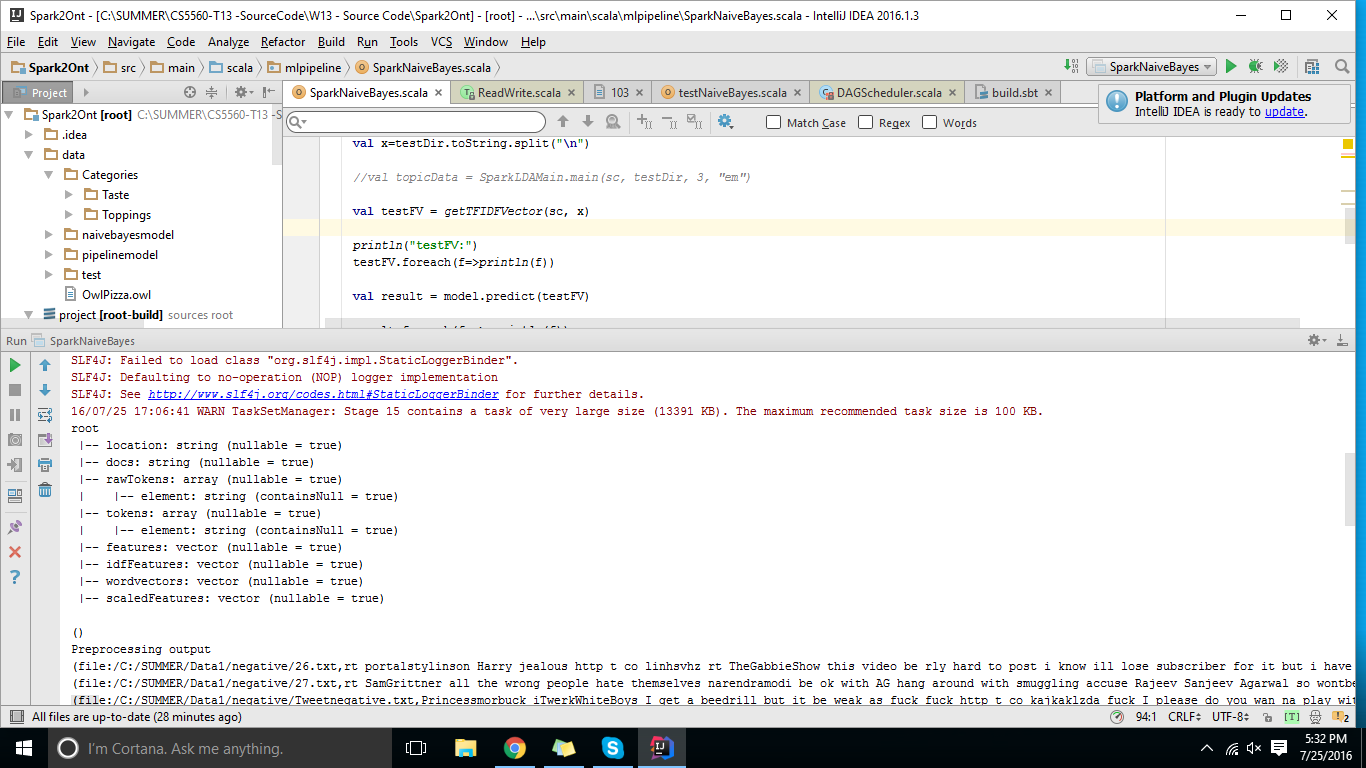 Spark2Ont - [C:\SUMMER\CS5560-T13 -SourceCode\W13 - Source Code\Spark2Ont] - [root] - ...\src\main\scala\mlpipeline\SparkNaiveBayes.scala - IntelliJ IDEA 2016.1.3
File Edit View Navigate Code Analyze Refactor Build Run Tools VCS Window Help
Spark2Ont src main scala mlpipeline SparkNaiveBayes.scala SparkNaiveBayes
Project SparkNaiveBayes.scala ReadWrite.scala 103 testNaiveBayes.scala DAGScheduler.scala build.sbt
Platform and Plugin Updates
IntelliJ IDEA is ready to update.
Match Case Regex Words
Spark2Ont [root] C:\SUMMER\CS5560-T13 -S
.idea
data
Categories
Taste
Toppings
naivebayesmodel
pipelinemodel
test
OwlPizza.owl
project [root-build] sources root
val x=testDir.toString.split("\n")
//val topicData = SparkLDAMain.main(sc, testDir, 3, "em")
val testFV = getTFIDFVector(sc, x)
println("testFV:")
testFV.foreach(f=>println(f))
val result = model.predict(testFV)
Run SparkNaiveBayes
SLF4J: Failed to load class "org.slf4j.impl.StaticLoggerBinder".
SLF4J: Defaulting to no-operation (NOP) logger implementation
SLF4J: See http://www.slf4j.org/codes.html#StaticLoggerBinder for further details.
16/07/25 17:06:41 WARN TaskSetManager: Stage 15 contains a task of very large size (13391 KB). The maximum recommended task size is 100 KB.
root
|-- location: string (nullable = true)
|-- docs: string (nullable = true)
|-- rawTokens: array (nullable = true)
| |-- element: string (containsNull = true)
|-- tokens: array (nullable = true)
| |-- element: string (containsNull = true)
|-- features: vector (nullable = true)
|-- idfFeatures: vector (nullable = true)
|-- wordvectors: vector (nullable = true)
|-- scaledFeatures: vector (nullable = true)
()
Preprocessing output
(file:/C:/SUMMER/Data1/negative/26.txt,rt portalstylinson Harry jealous http t co linhsvhz rt TheGabbieShow this video be rly hard to post i know ill lose subscriber for it but i have
(file:/C:/SUMMER/Data1/negative/27.txt,rt SamGrittner all the wrong people hate themselves narendramodi be ok with AG hang around with smuggling accuse Rajeev Sanjeev Agarwal so wontbe
(file:/C:/SUMMER/Data1/negative/Tweetnegative.txt,Princessmorbuck iTwerkWhiteBoys I get a beedrill but it be weak as fuck fuck http t co kajkaklzda fuck I please do you wan na play wit
All files are up-to-date (28 minutes ago) 94:1 CRLF UTF-8 [T] 2
I'm Cortana. Ask me anything.
5:32 PM
7/25/2016